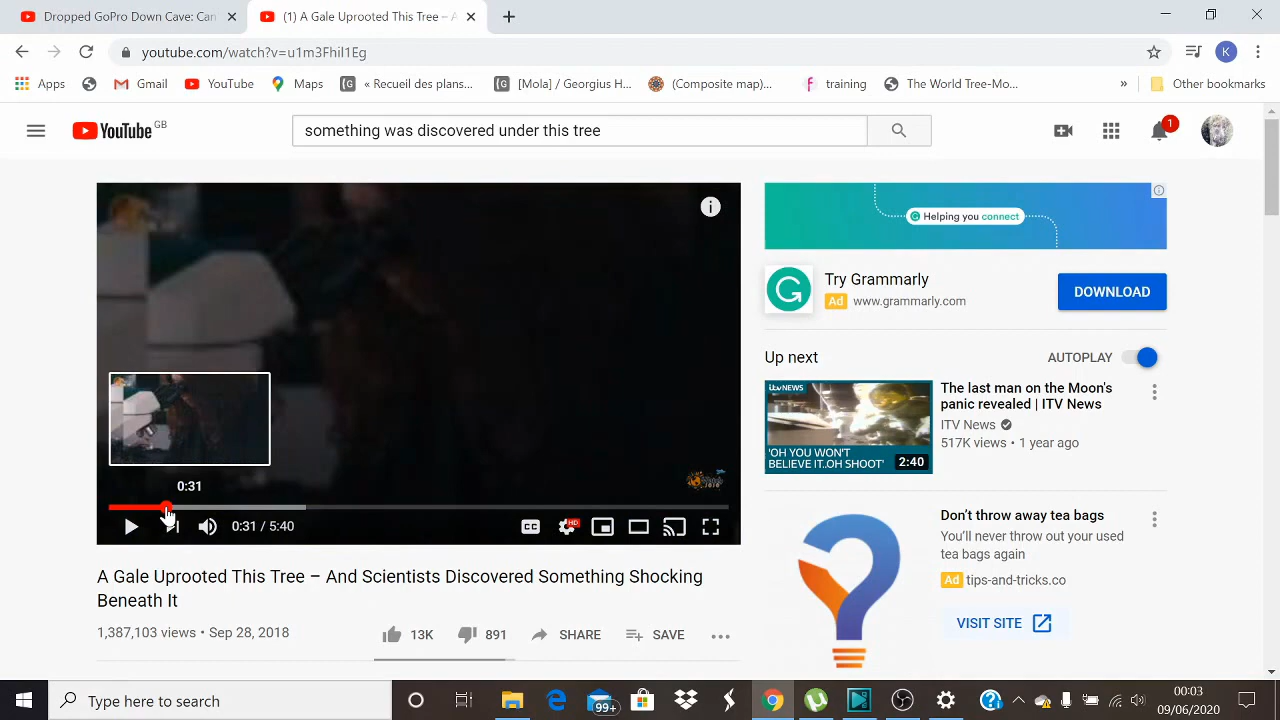 Dropped GoPro Down Cave: Can
(1) A Gale Uprooted This Tree – A
youtube.com/watch?v=u1m3Fhil1Eg
K
Apps
Gmail
YouTube
Maps
« Recueil des plans...
[Mola] / Georgius H...
(Composite map)...
training
The World Tree-Mo...
»
Other bookmarks
YouTube GB
something was discovered under this tree
1
Helping you connect
Try Grammarly
Ad www.grammarly.com
DOWNLOAD
Up next
AUTOPLAY
ITV NEWS
'OH YOU WON'T
BELIEVE IT..OH SHOOT'
2:40
The last man on the Moon's
panic revealed | ITV News
ITV News
517K views • 1 year ago
0:31
0:31 / 5:40
CC
HD
A Gale Uprooted This Tree – And Scientists Discovered Something Shocking
Beneath It
1,387,103 views • Sep 28, 2018
13K
891
SHARE
SAVE
Don't throw away tea bags
You'll never throw out your used
tea bags again
Ad tips-and-tricks.co
VISIT SITE
Type here to search
99+
00:03
09/06/2020